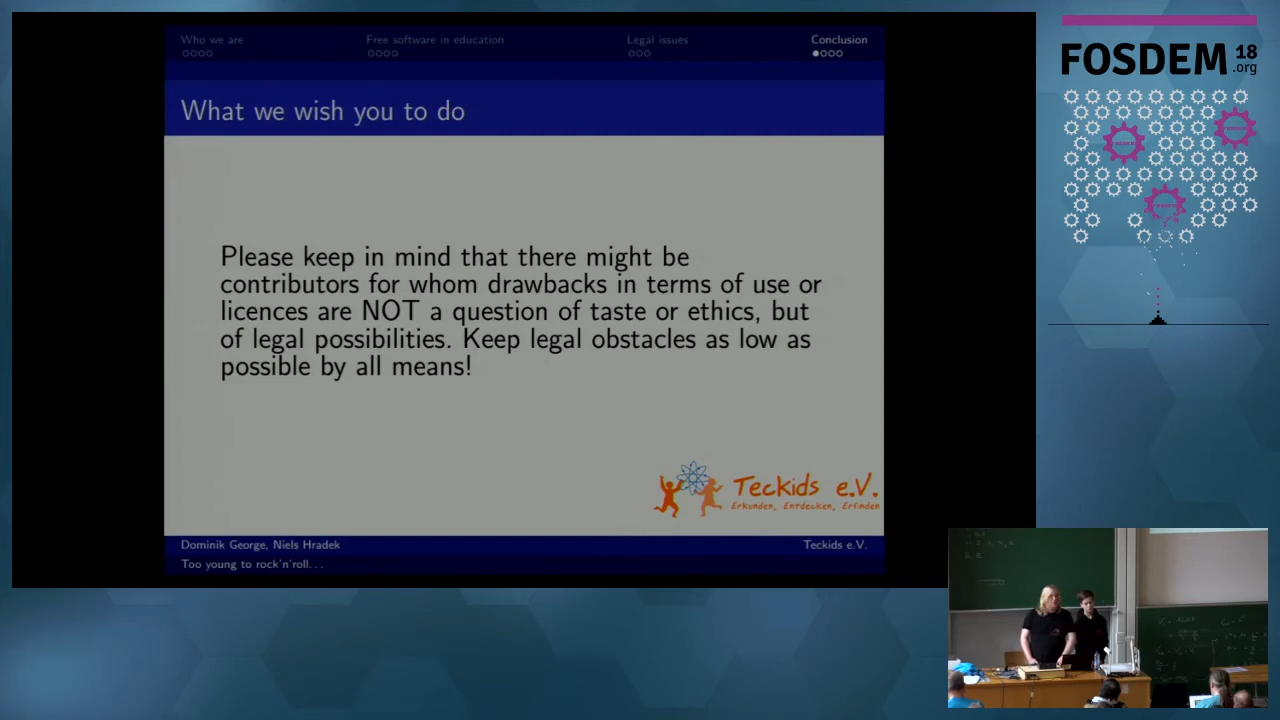 Who we are
Free software in education
Legal issues
Conclusion
What we wish you to do
Please keep in mind that there might be
contributors for whom drawbacks in terms of use or
licences are NOT a question of taste or ethics, but
of legal possibilities. Keep legal obstacles as low as
possible by all means!
Teckids e.V.
Erkunden, Entdecken, Erfinden
Dominik George, Niels Hradek
Teckids e.V.
Too young to rock'n'roll...
FOSDEM 18
.org